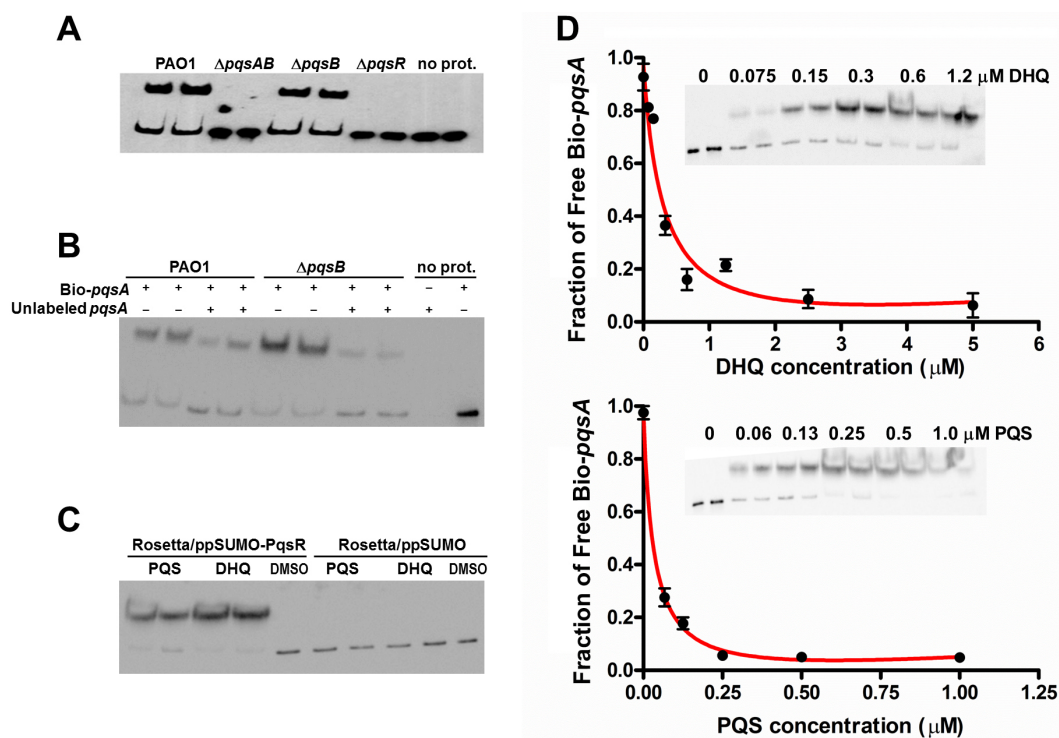 A
PAO1 ΔpqsAB ΔpqsB ΔpqsR no prot.
B
PAO1 ΔpqsB no prot.
Bio-pqsA + + + + + + + + − +
Unlabeled pqsA − − + + − − + + + −
C
Rosetta/ppSUMO-PqsR Rosetta/ppSUMO
PQS DHQ DMSO PQS DHQ DMSO
D
Fraction of Free Bio-pqsA
1.0
0.8
0.6
0.4
0.2
0.0
0 0.075 0.15 0.3 0.6 1.2 μM DHQ
0 1 2 3 4 5 6
DHQ concentration (μM)
Fraction of Free Bio-pqsA
1.0
0.8
0.6
0.4
0.2
0.0
0 0.06 0.13 0.25 0.5 1.0 μM PQS
0.00 0.25 0.50 0.75 1.00 1.25
PQS concentration (μM)